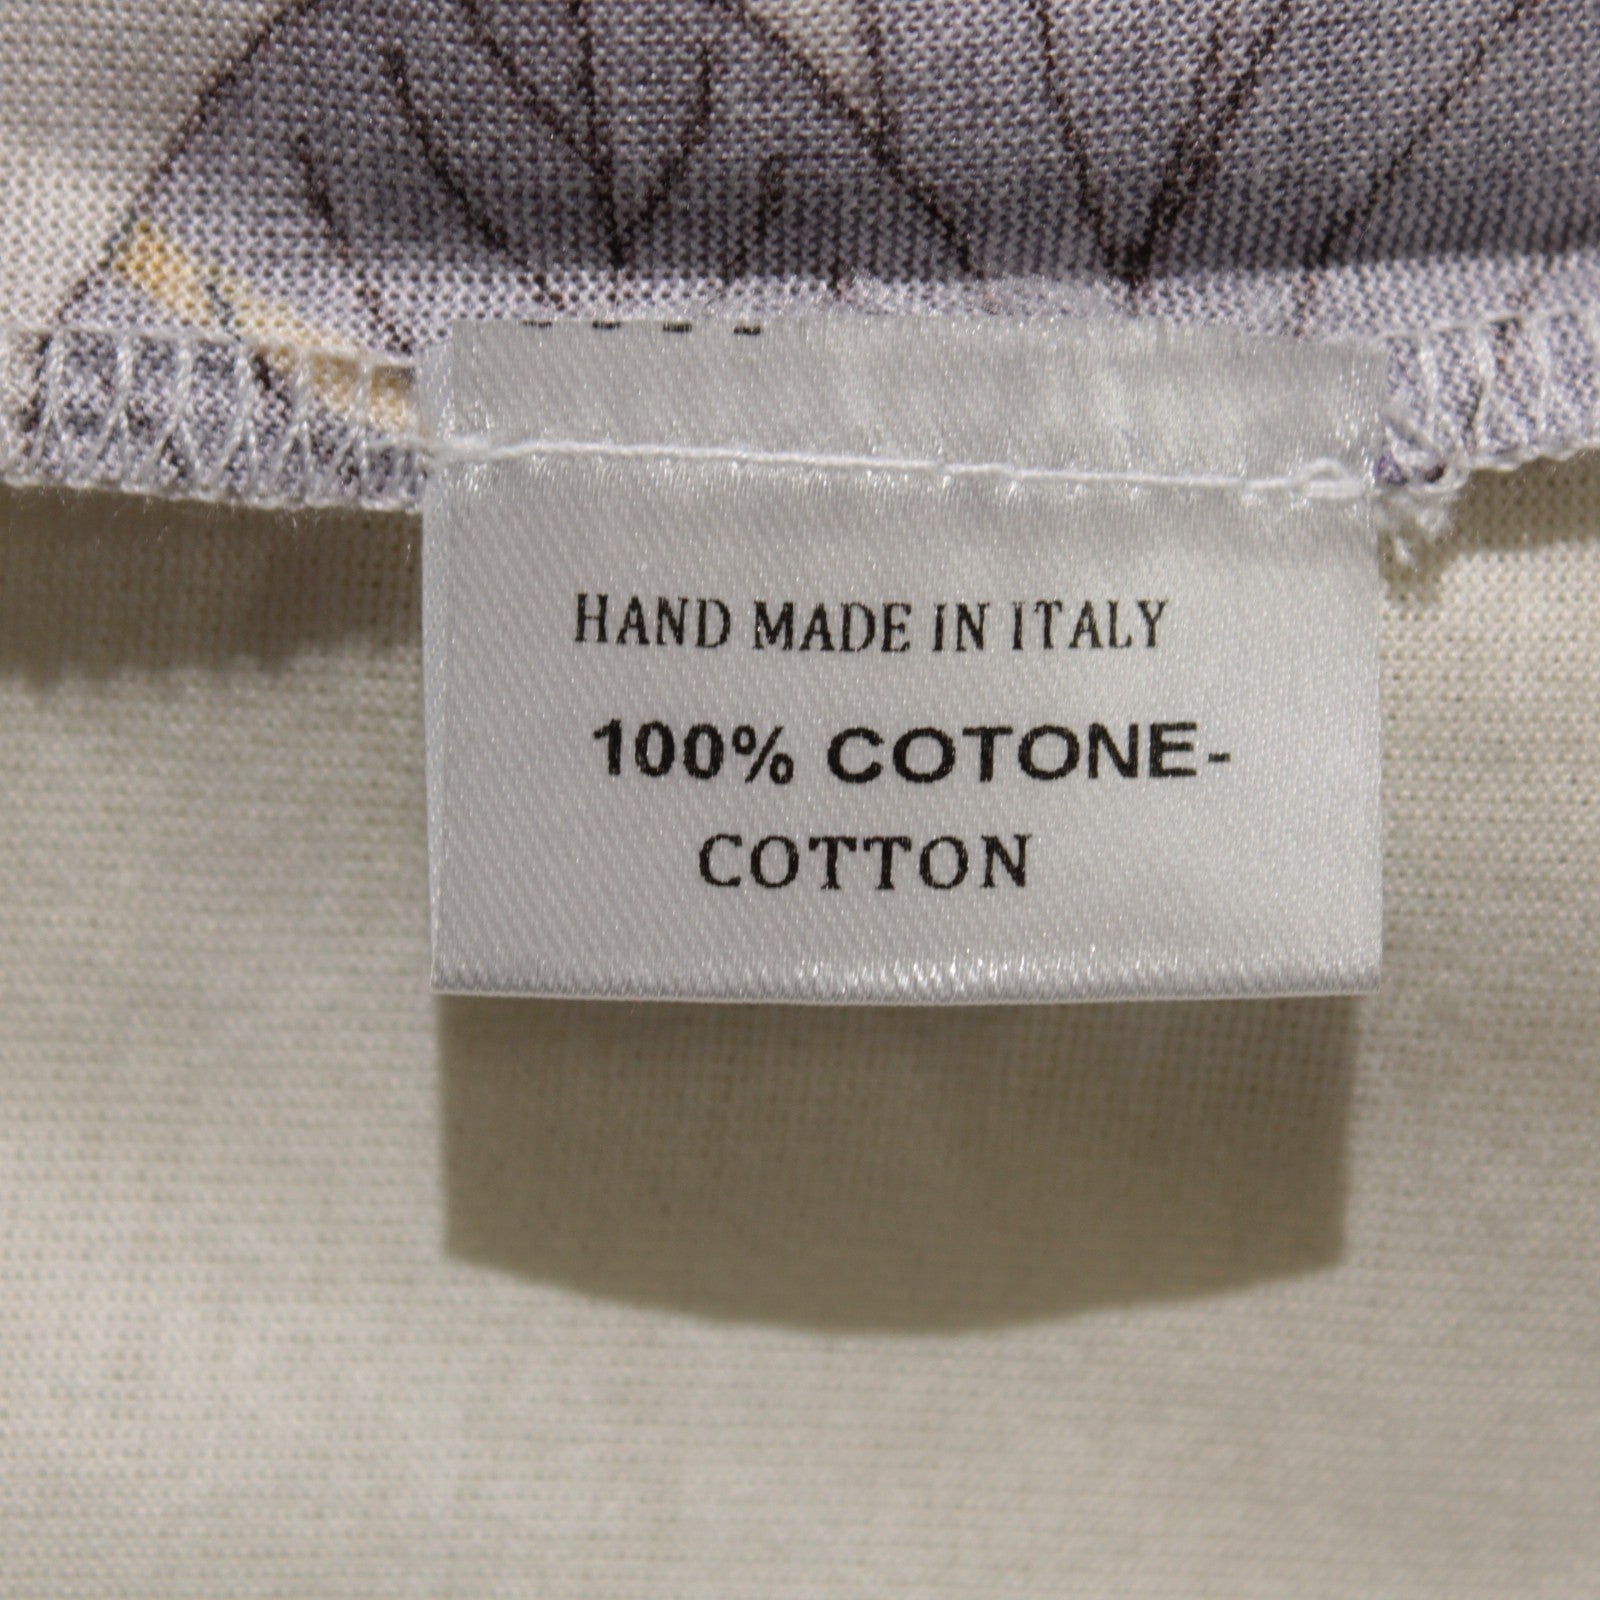 HAND MADE IN ITALY
100% COTONE-
COTTON